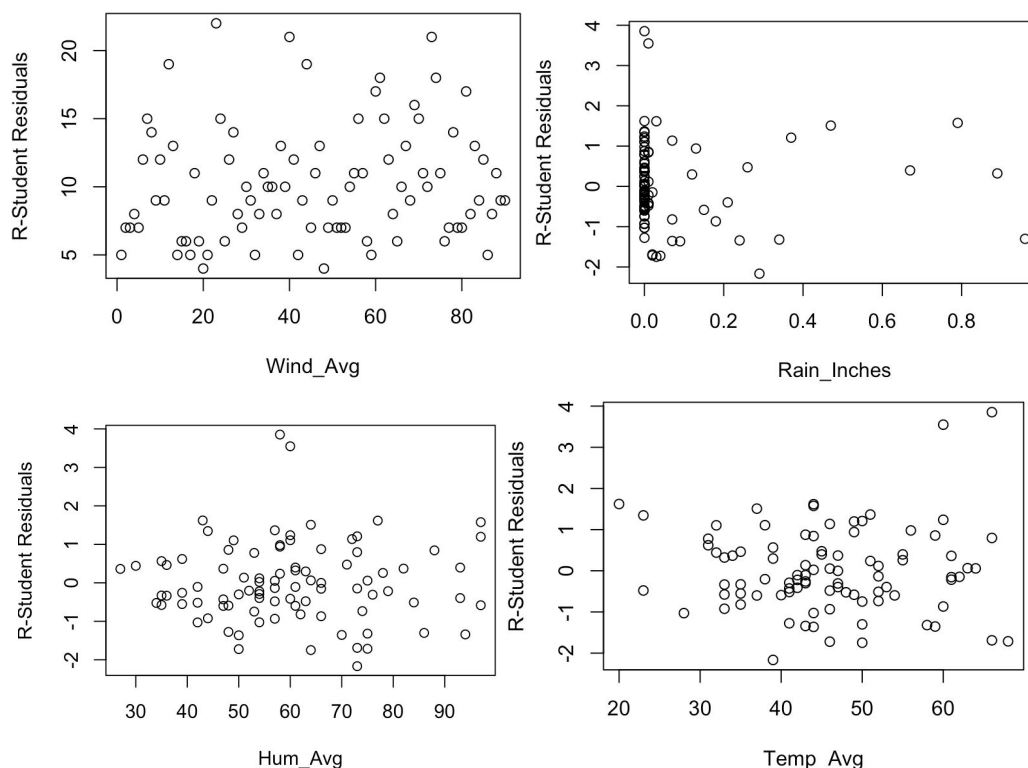 R-Student Residuals
20
15
10
5
0 20 40 60 80
Wind_Avg
R-Student Residuals
4
3
2
1
0
-1
-2
0.0 0.2 0.4 0.6 0.8
Rain_Inches
R-Student Residuals
4
3
2
1
0
-1
-2
30 40 50 60 70 80 90
Hum_Avg
R-Student Residuals
4
3
2
1
0
-1
-2
20 30 40 50 60
Temp_Avg